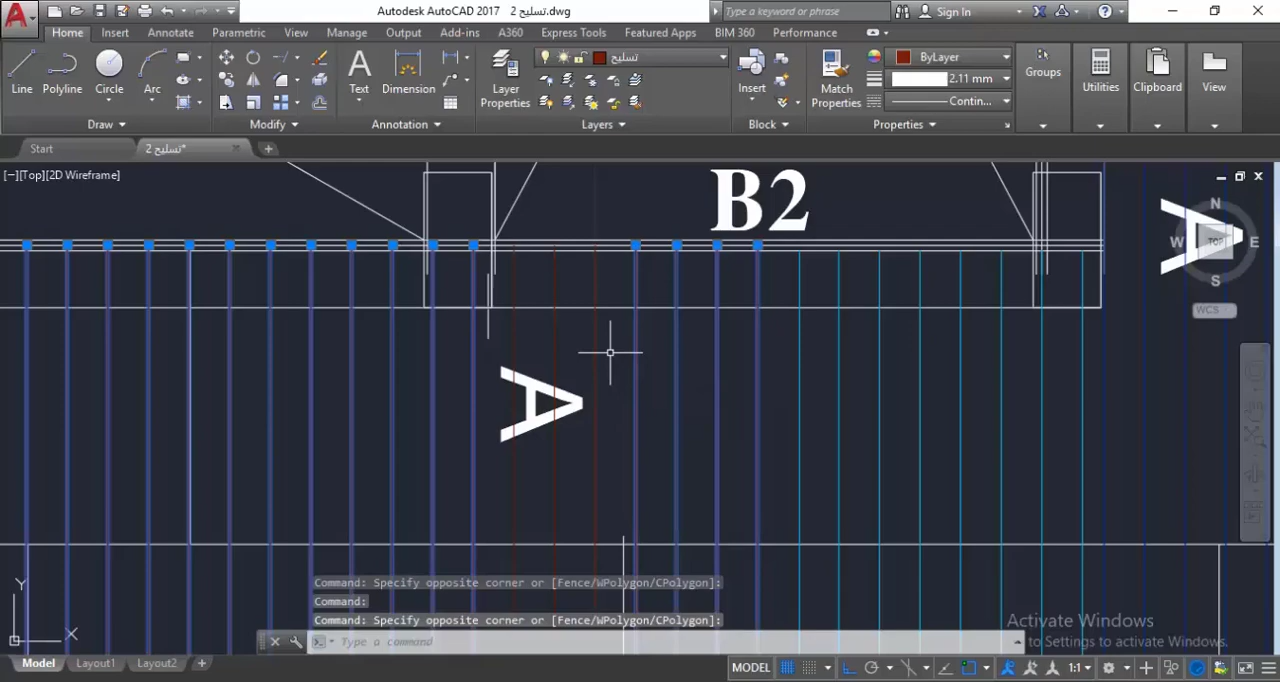 Autodesk AutoCAD 2017 تسليح 2.dwg
Type a keyword or phrase
Sign In
Home Insert Annotate Parametric View Manage Output Add-ins A360 Express Tools Featured Apps BIM 360 Performance
Line Polyline Circle Arc
Text Dimension
Layer Properties
تسليح
Insert
Match Properties
ByLayer
2.11 mm
Contin...
Groups Utilities Clipboard View
Draw Modify Annotation Layers Block Properties
Start تسليح 2*
[−][Top][2D Wireframe]
B2
A
N
W TOP E
S
WCS
A
Command: Specify opposite corner or [Fence/WPolygon/CPolygon]:
Command:
Command: Specify opposite corner or [Fence/WPolygon/CPolygon]:
Type a command
Y
X
Activate Windows
to Settings to activate Windows.
Model Layout1 Layout2 +
MODEL 1:1